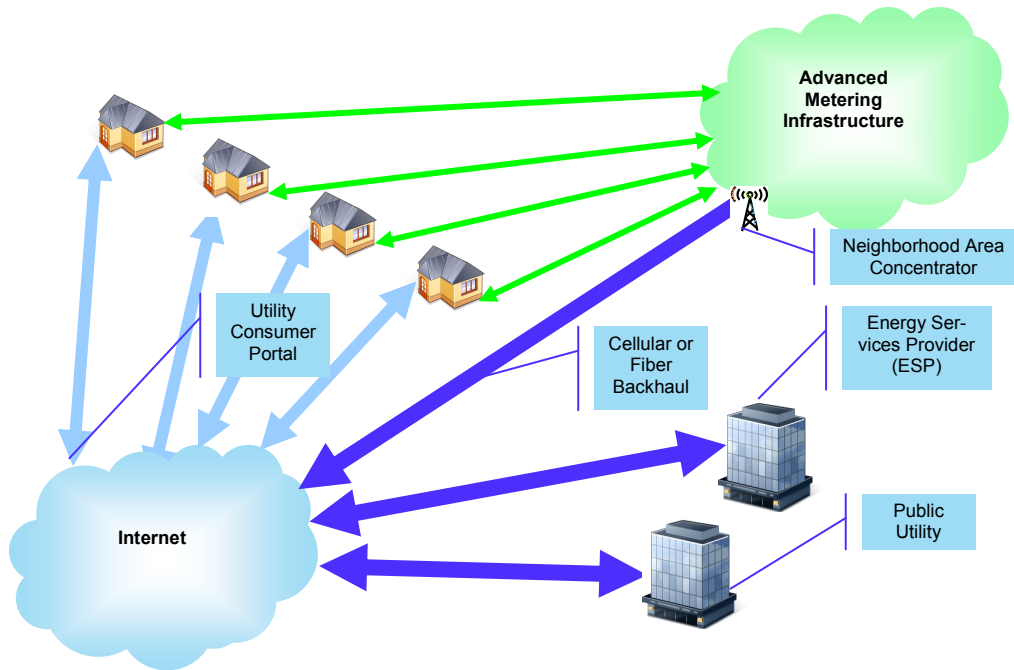 Advanced
Metering
Infrastructure
Neighborhood Area
Concentrator
Utility
Consumer
Portal
Cellular or
Fiber
Backhaul
Energy Ser-
vices Provider
(ESP)
Public
Utility
Internet